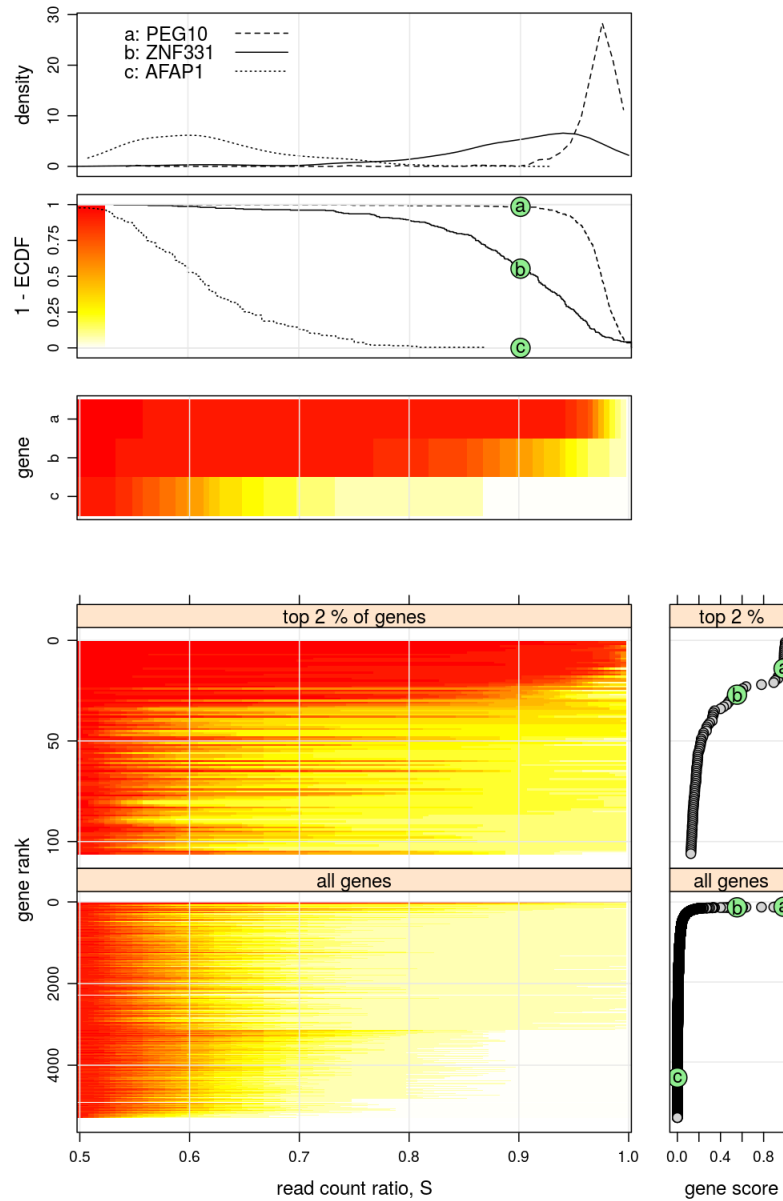 a: PEG10
b: ZNF331
c: AFAP1
density
0
10
20
30
1 - ECDF
0
0.25
0.5
0.75
1
a
b
c
gene
a
b
c
top 2 % of genes
top 2 %
gene rank
0
50
100
a
b
all genes
all genes
0
2000
4000
b
a
c
0.5
0.6
0.7
0.8
0.9
1.0
0.0
0.4
0.8
read count ratio, S
gene score